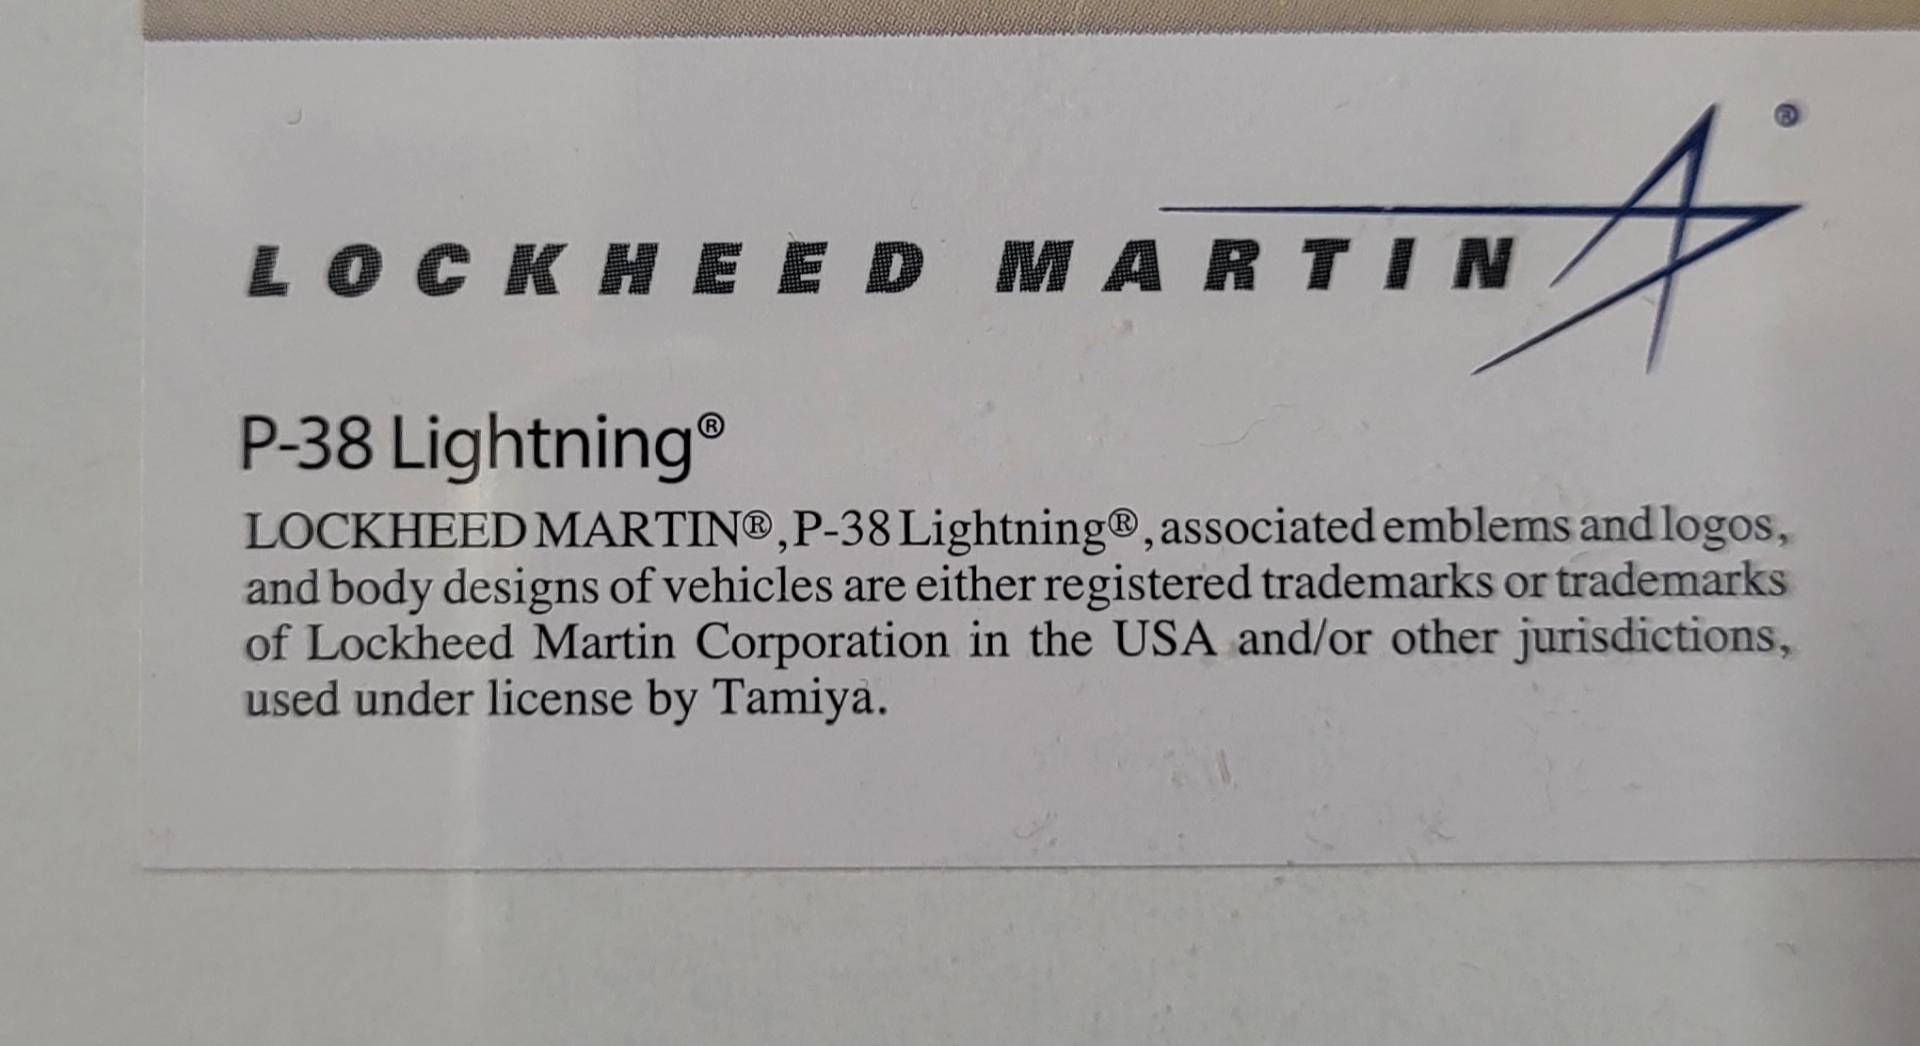 ®
LOCKHEED MARTIN
P-38 Lightning®
LOCKHEED MARTIN®, P-38 Lightning®, associated emblems and logos,
and body designs of vehicles are either registered trademarks or trademarks
of Lockheed Martin Corporation in the USA and/or other jurisdictions,
used under license by Tamiya.